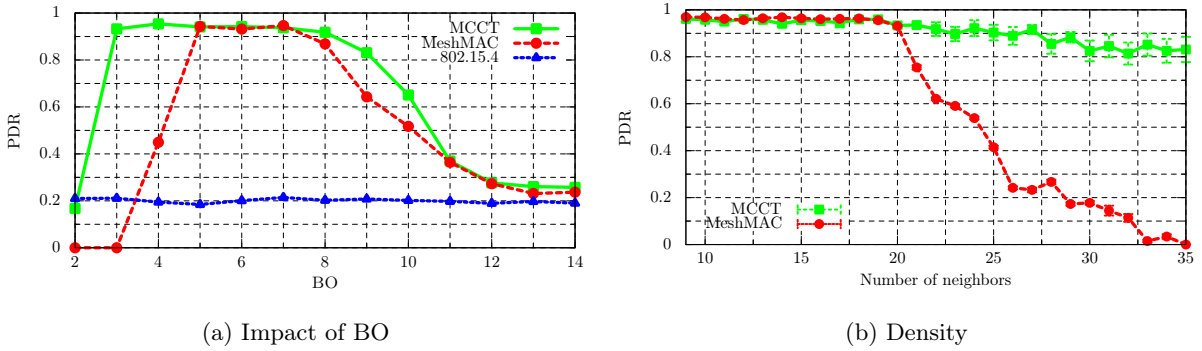 1
0.8
0.6
0.4
0.2
0
PDR
2 4 6 8 10 12 14
BO
MCCT
MeshMAC
802.15.4
(a) Impact of BO
1
0.8
0.6
0.4
0.2
0
PDR
10 15 20 25 30 35
Number of neighbors
MCCT
MeshMAC
(b) Density